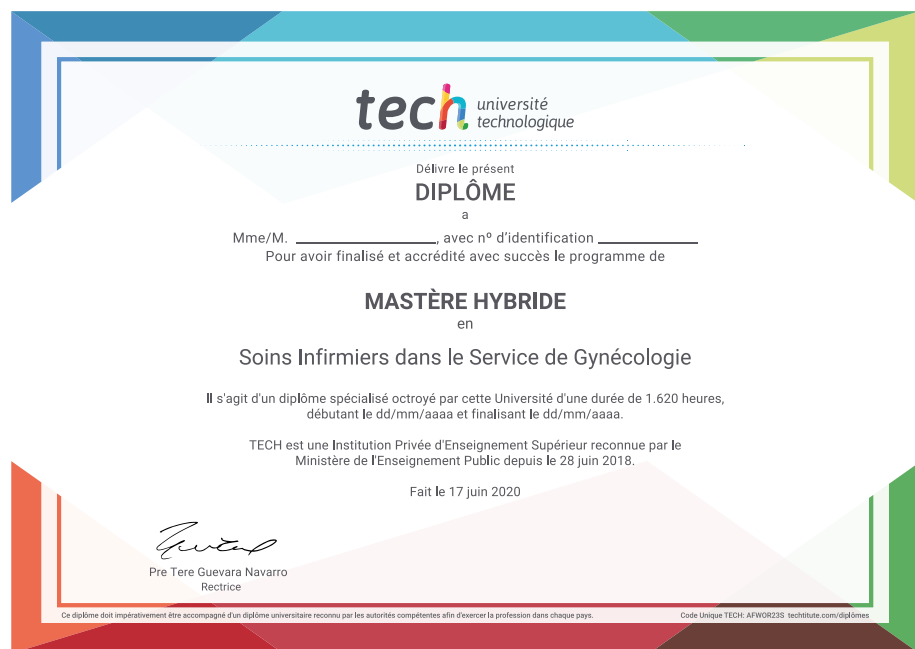 tech université
technologique
Délivre le présent
DIPLÔME
a
Mme/M. ____________, avec nº d'identification ____________
Pour avoir finalisé et accrédité avec succès le programme de
MASTÈRE HYBRIDE
en
Soins Infirmiers dans le Service de Gynécologie
Il s'agit d'un diplôme spécialisé octroyé par cette Université d'une durée de 1.620 heures,
débutant le dd/mm/aaaa et finalisant le dd/mm/aaaa.
TECH est une Institution Privée d'Enseignement Supérieur reconnue par le
Ministère de l'Enseignement Public depuis le 28 juin 2018.
Fait le 17 juin 2020
Pre Tere Guevara Navarro
Rectrice
Ce diplôme doit impérativement être accompagné d'un diplôme universitaire reconnu par les autorités compétentes afin d'exercer la profession dans chaque pays. Code Unique TECH: AFWOR23S techtitute.com/diplômes